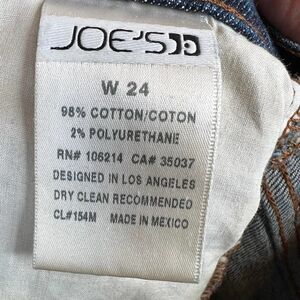 JOE'S
W 24
98% COTTON/COTON
2% POLYURETHANE
RN# 106214 CA# 35037
DESIGNED IN LOS ANGELES
DRY CLEAN RECOMMENDED
CL#154M MADE IN MEXICO